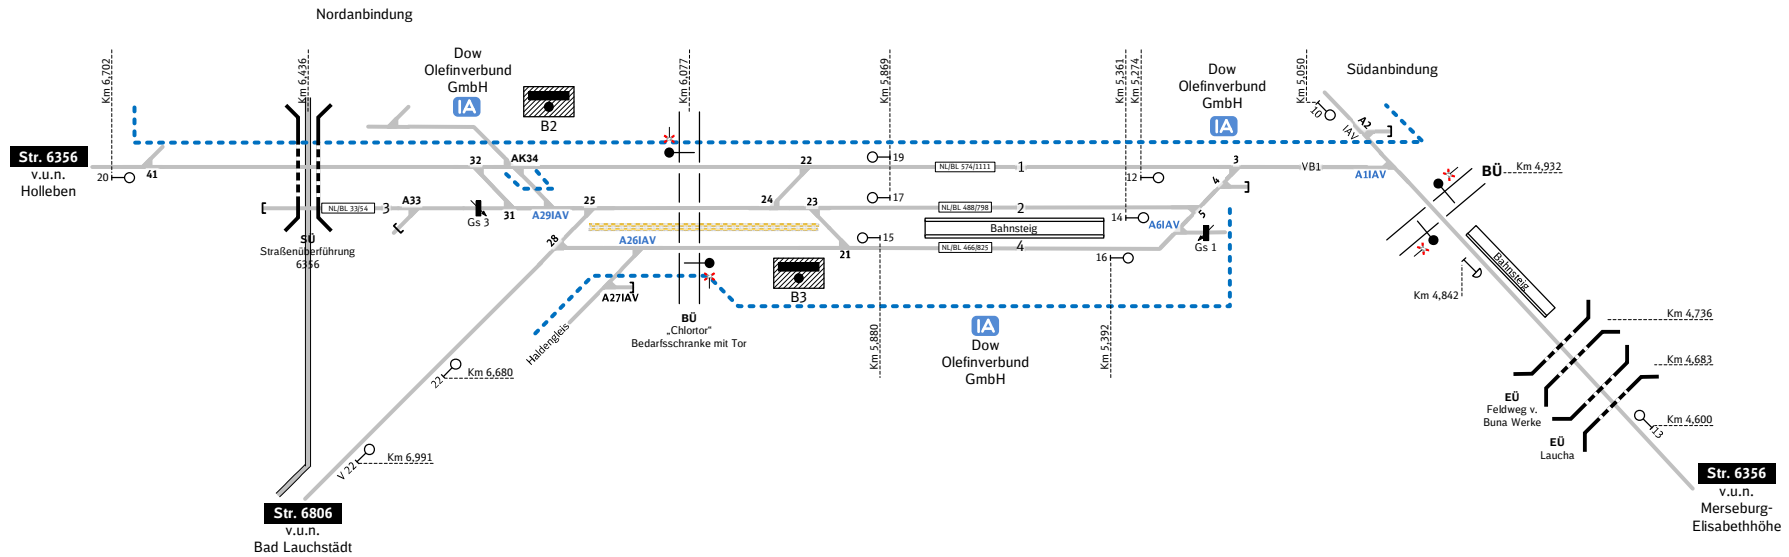 Nordanbindung
Km 6,702
Km 6,436
Dow
Olefinverbund
GmbH
IA
B2
Km 6,077
Km 5,869
Km 5,361
Km 5,274
Dow
Olefinverbund
GmbH
IA
Km 5,050
Südanbindung
10
IAV
A2
Str. 6356
v.u.n.
Holleben
20
41
32
AK34
22
19
NL/BL 574/1111
1
12
3
VB1
A1IAV
BÜ
Km 4,932
NL/BL 33/54
3
A33
Gs 3
31
A29IAV
25
24
23
17
NL/BL 488/798
2
14
4
5
A6IAV
Gs 1
SÜ
Straßenüberführung
6356
28
A26IAV
21
15
Bahnsteig
NL/BL 466/825
4
16
Bahnsteig
Km 4,842
A27IAV
Haldengleis
BÜ
„Chlortor"
Bedarfsschranke mit Tor
B3
Km 5,880
IA
Dow
Olefinverbund
GmbH
Km 5,392
Km 4,736
Km 4,683
22
Km 6,680
EÜ
Feldweg v.
Buna Werke
EÜ
Laucha
Km 4,600
13
V 22
Km 6,991
Str. 6806
v.u.n.
Bad Lauchstädt
Str. 6356
v.u.n.
Merseburg-
Elisabethhöhe